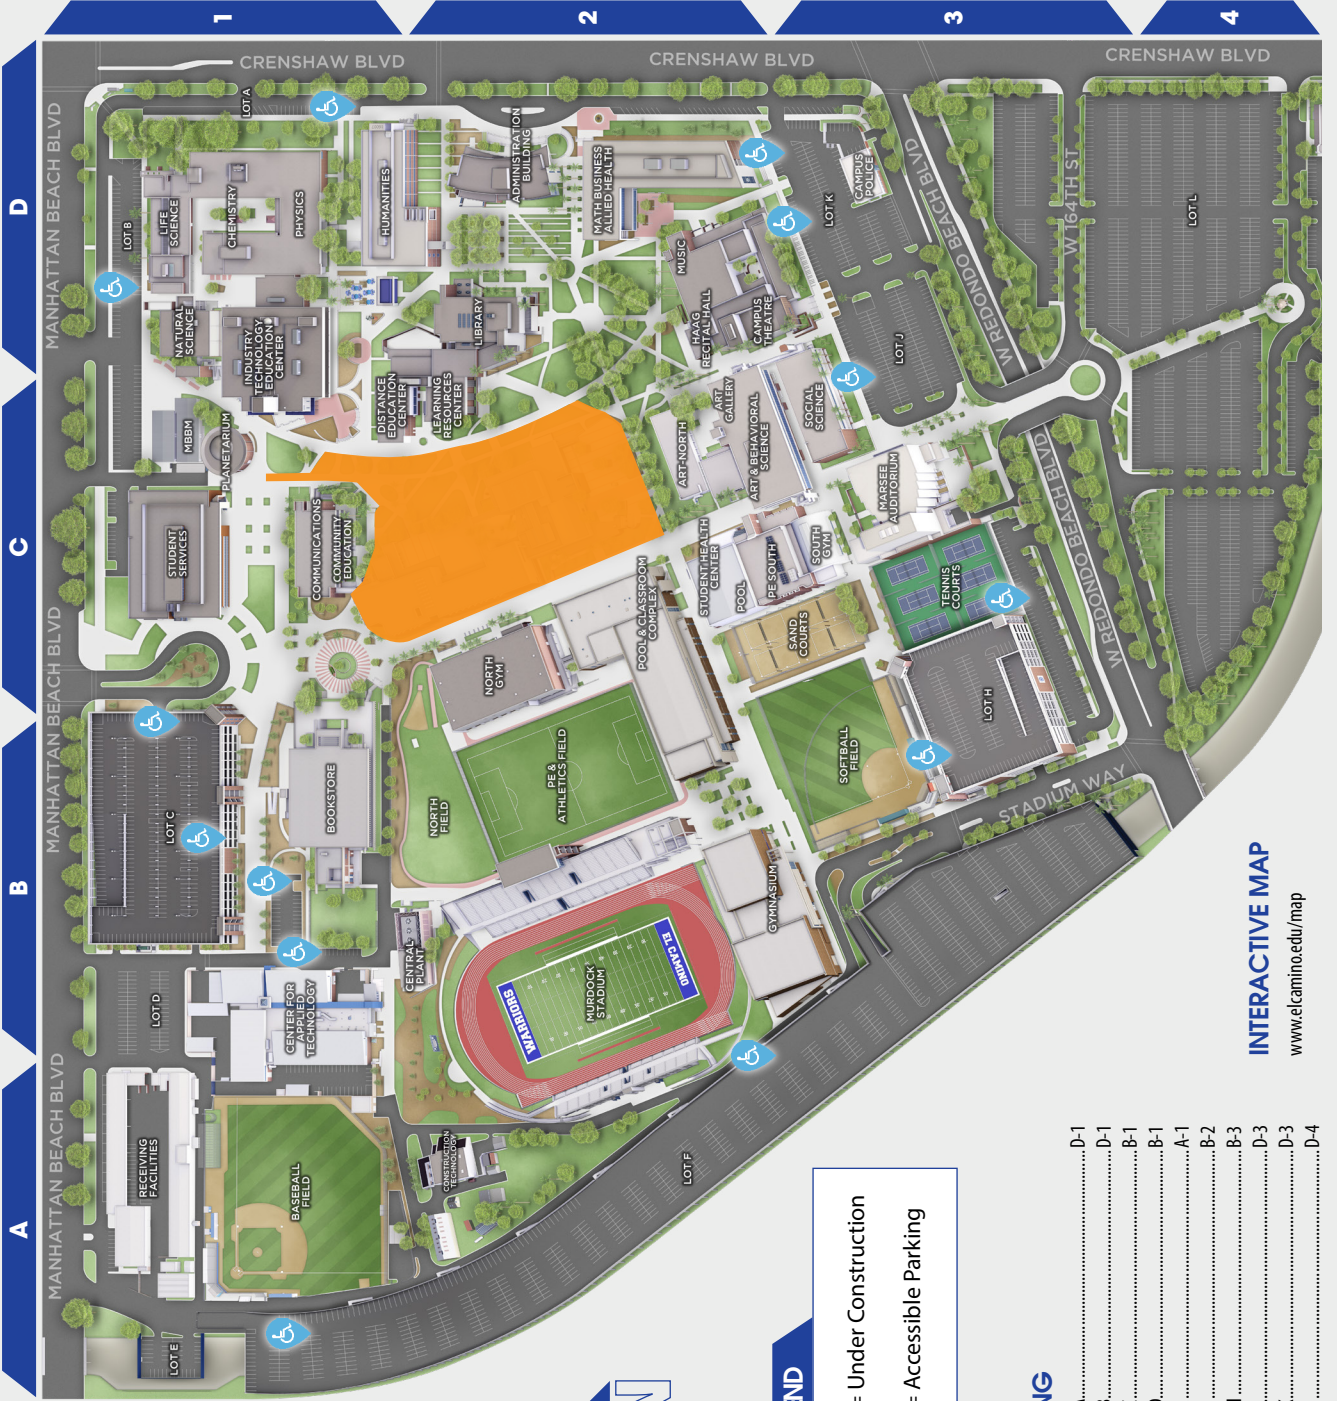 1
2
3
4
D
C
B
A
CRENSHAW BLVD
CRENSHAW BLVD
CRENSHAW BLVD
MANHATTAN BEACH BLVD
MANHATTAN BEACH BLVD
MANHATTAN BEACH BLVD
W REDONDO BEACH BLVD
W REDONDO BEACH BLVD
W 164TH ST
STADIUM WAY
LOT A
LOT B
LIFE
SCIENCE
CHEMISTRY
PHYSICS
HUMANITIES
ADMINISTRATION
BUILDING
MATH BUSINESS
ALLIED HEALTH
CAMPUS
POLICE
LOT K
LOT L
MUSIC
HAAG
RECITAL HALL
CAMPUS
THEATRE
LOT J
NATURAL
SCIENCE
INDUSTRY
TECHNOLOGY
EDUCATION
CENTER
LIBRARY
DISTANCE
EDUCATION
CENTER
LEARNING
RESOURCES
CENTER
MBBM
PLANETARIUM
ART-NORTH
ART
GALLERY
ART & BEHAVIORAL
SCIENCE
SOCIAL
SCIENCE
MARSEE
AUDITORIUM
STUDENT
SERVICES
COMMUNICATIONS
COMMUNITY
EDUCATION
STUDENT HEALTH
CENTER
POOL
PE SOUTH
SOUTH
GYM
TENNIS
COURTS
POOL & CLASSROOM
COMPLEX
SAND
COURTS
NORTH
GYM
LOT H
LOT C
BOOKSTORE
NORTH
FIELD
PE &
ATHLETICS FIELD
SOFTBALL
FIELD
GYMNASIUM
CENTRAL
PLANT
WARRIORS
MURDOCK
STADIUM
EL CAMINO
LOT D
CENTER FOR
APPLIED
TECHNOLOGY
RECEIVING
FACILITIES
BASEBALL
FIELD
CONSTRUCTION
TECHNOLOGY
LOT F
LOT E
INTERACTIVE MAP
www.elcamino.edu/map
= Under Construction
= Accessible Parking
D-1
D-1
B-1
B-1
A-1
B-2
B-3
D-3
D-3
D-4